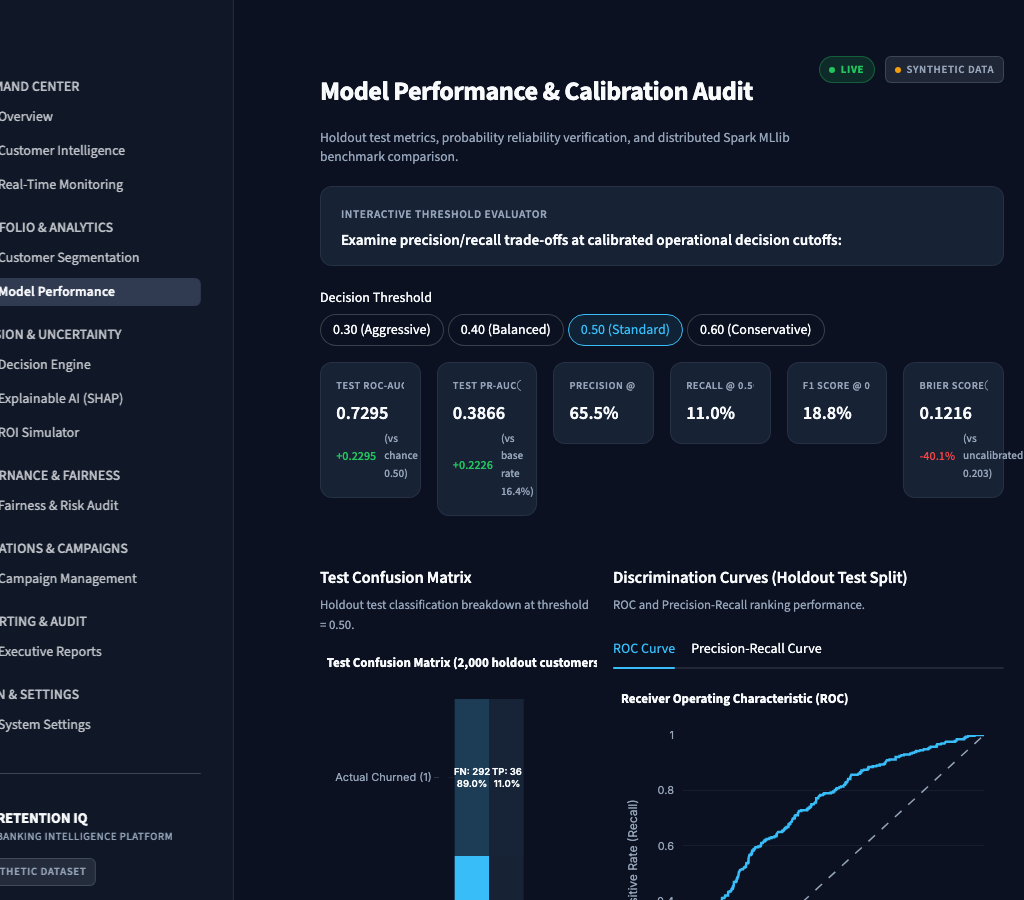 MAND CENTER
Overview
Customer Intelligence
Real-Time Monitoring
FOLIO & ANALYTICS
Customer Segmentation
Model Performance
SION & UNCERTAINTY
Decision Engine
Explainable AI (SHAP)
ROI Simulator
RNANCE & FAIRNESS
Fairness & Risk Audit
ATIONS & CAMPAIGNS
Campaign Management
RTING & AUDIT
Executive Reports
N & SETTINGS
System Settings
RETENTION IQ
BANKING INTELLIGENCE PLATFORM
THETIC DATASET
LIVE
SYNTHETIC DATA
Model Performance & Calibration Audit
Holdout test metrics, probability reliability verification, and distributed Spark MLlib
benchmark comparison.
INTERACTIVE THRESHOLD EVALUATOR
Examine precision/recall trade-offs at calibrated operational decision cutoffs:
Decision Threshold
0.30 (Aggressive)
0.40 (Balanced)
0.50 (Standard)
0.60 (Conservative)
TEST ROC-AUC
0.7295
+0.2295
(vs
chance
0.50)
TEST PR-AUC(
0.3866
+0.2226
(vs
base
rate
16.4%)
PRECISION @
65.5%
RECALL @ 0.5
11.0%
F1 SCORE @ 0
18.8%
BRIER SCORE(
0.1216
-40.1%
(vs
uncalibrated
0.203)
Test Confusion Matrix
Holdout test classification breakdown at threshold
= 0.50.
Test Confusion Matrix (2,000 holdout customers
Actual Churned (1)
FN: 292
89.0%
TP: 36
11.0%
Discrimination Curves (Holdout Test Split)
ROC and Precision-Recall ranking performance.
ROC Curve
Precision-Recall Curve
Receiver Operating Characteristic (ROC)
1
0.8
0.6
0.4
sitive Rate (Recall)